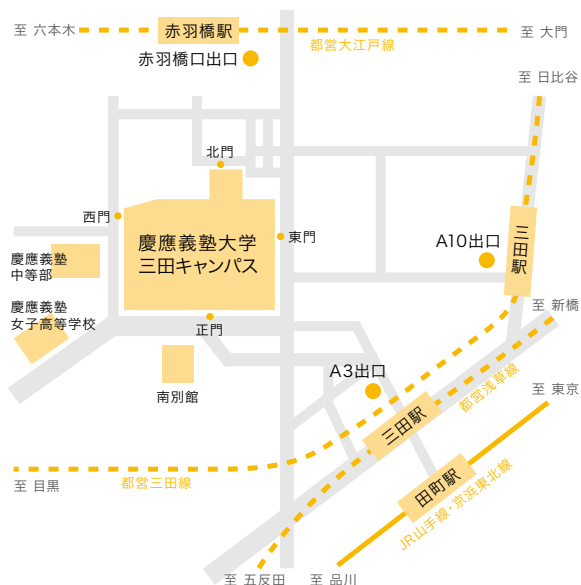 至 六本木
赤羽橋駅
至 大門
都営大江戸線
赤羽橋口出口
至 日比谷
北門
西門
慶應義塾大学
三田キャンパス
東門
三田駅
A10出口
慶應義塾
中等部
慶應義塾
女子高等学校
正門
至 新橋
南別館
A3出口
都営浅草線
至 東京
三田駅
田町駅
至 目黒
都営三田線
JR山手線・京浜東北線
至 五反田
至 品川